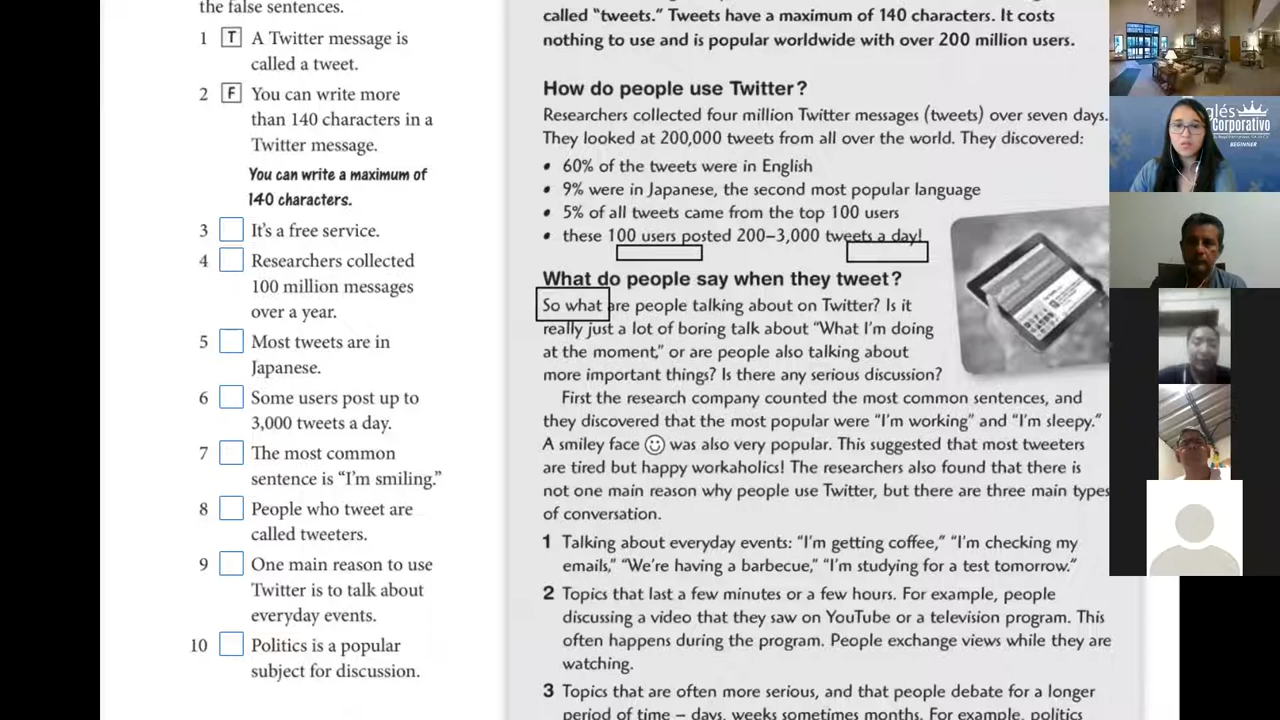 the false sentences.
1 T A Twitter message is
called a tweet.
2 F You can write more
than 140 characters in a
Twitter message.
You can write a maximum of
140 characters.
3 It's a free service.
4 Researchers collected
100 million messages
over a year.
5 Most tweets are in
Japanese.
6 Some users post up to
3,000 tweets a day.
7 The most common
sentence is “I'm smiling.”
8 People who tweet are
called tweeters.
9 One main reason to use
Twitter is to talk about
everyday events.
10 Politics is a popular
subject for discussion.
called “tweets.” Tweets have a maximum of 140 characters. It costs
nothing to use and is popular worldwide with over 200 million users.
How do people use Twitter?
Researchers collected four million Twitter messages (tweets) over seven days.
They looked at 200,000 tweets from all over the world. They discovered:
• 60% of the tweets were in English
• 9% were in Japanese, the second most popular language
• 5% of all tweets came from the top 100 users
• these 100 users posted 200–3,000 tweets a day!
What do people say when they tweet?
So what are people talking about on Twitter? Is it
really just a lot of boring talk about “What I'm doing
at the moment,” or are people also talking about
more important things? Is there any serious discussion?
First the research company counted the most common sentences, and
they discovered that the most popular were “I'm working” and “I'm sleepy.”
A smiley face ☺ was also very popular. This suggested that most tweeters
are tired but happy workaholics! The researchers also found that there is
not one main reason why people use Twitter, but there are three main types
of conversation.
1 Talking about everyday events: “I'm getting coffee,” “I'm checking my
emails,” “We're having a barbecue,” “I'm studying for a test tomorrow.”
2 Topics that last a few minutes or a few hours. For example, people
discussing a video that they saw on YouTube or a television program. This
often happens during the program. People exchange views while they are
watching.
3 Topics that are often more serious, and that people debate for a longer
period of time – days, weeks sometimes months. For example, politics
glés
Corporativo
BEGINNER